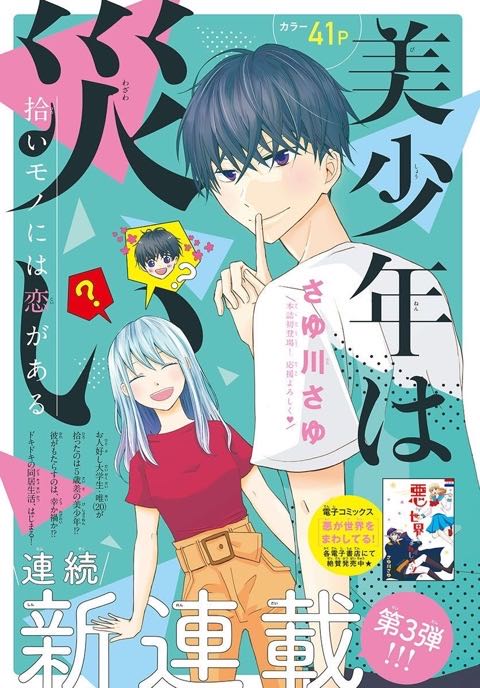 カラー41P
美少年は
災い
拾いモノには恋がある
さゆ川さゆ
\本誌初登場! 応援よろしく♥/
?
??
お人好し大学生・唯(20)が
拾ったのは5歳差の美少年!?
彼がもたらすのは、幸か禍か!?
ドキドキの同居生活、はじまる!
電子コミックス
「悪が世界を
まわしてる!」
各電子書店にて
絶賛発売中★
連続
新連載
第3弾
!!!